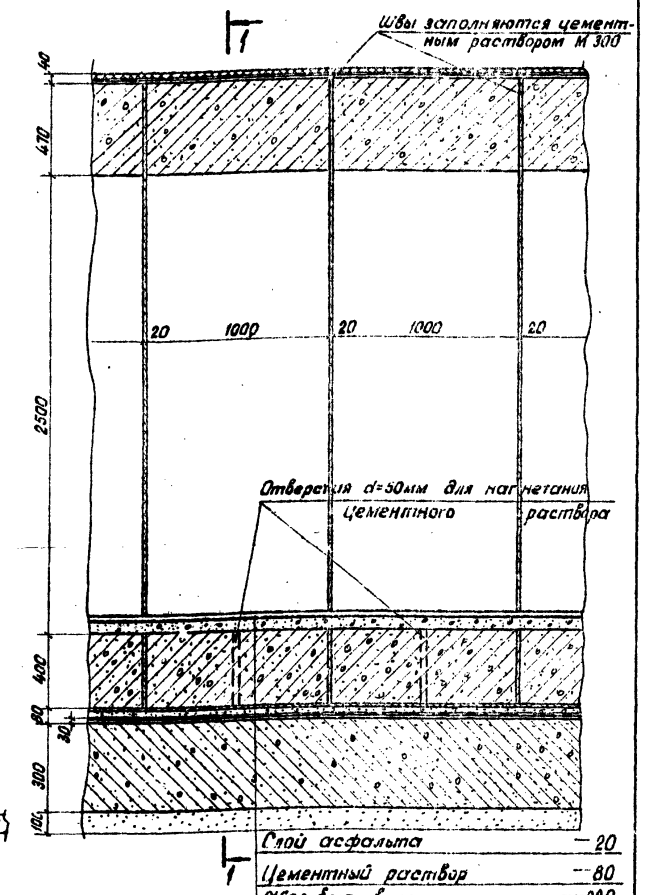 1
Швы заполняются цемент-
ным раствором М 300
40
470
20 1000 20 1000 20
2500
Отверстия d=50мм для нагнетания
цементного раствора
400
80
30
300
100
1
Слой асфальта —20
Цементный раствор —80